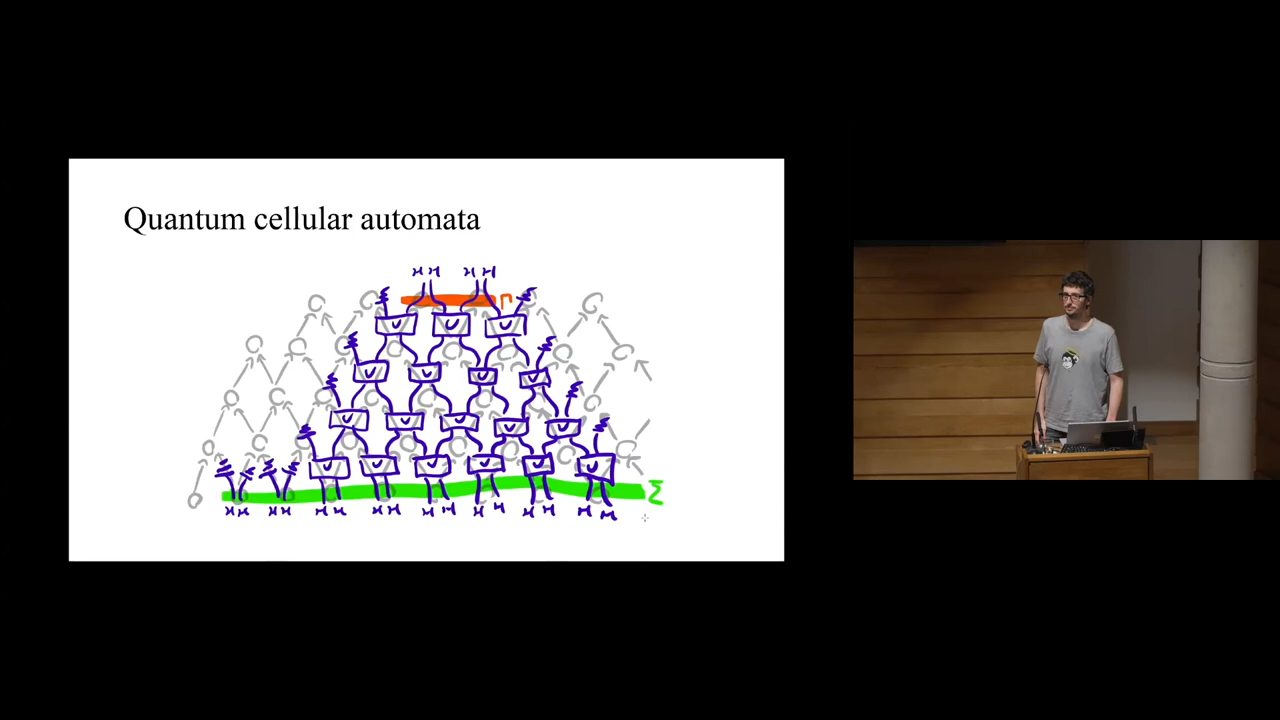 Quantum cellular automata
H H H H
Γ
U U U
U U U U
U U U U U
U U U U U U
Σ
H H H H H H H H H H H H H H H H